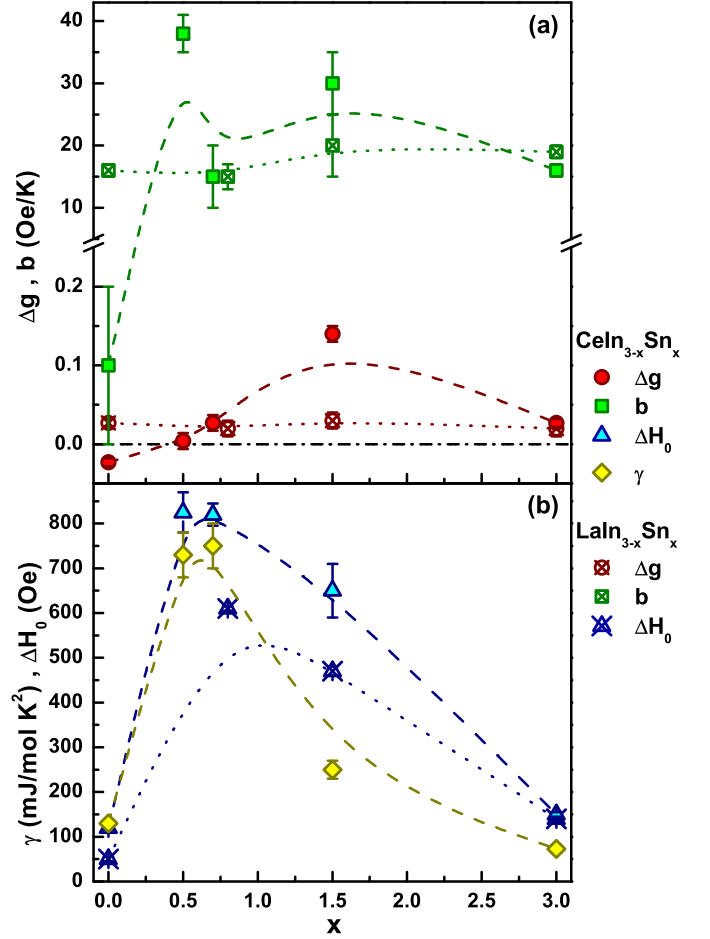 (a)
40
30
20
10
0.2
0.1
0.0
Δg , b (Oe/K)
CeIn3-xSnx
Δg
b
ΔH0
γ
LaIn3-xSnx
Δg
b
ΔH0
(b)
800
700
600
500
400
300
200
100
0
γ (mJ/mol K²) , ΔH0 (Oe)
0.0 0.5 1.0 1.5 2.0 2.5 3.0
x